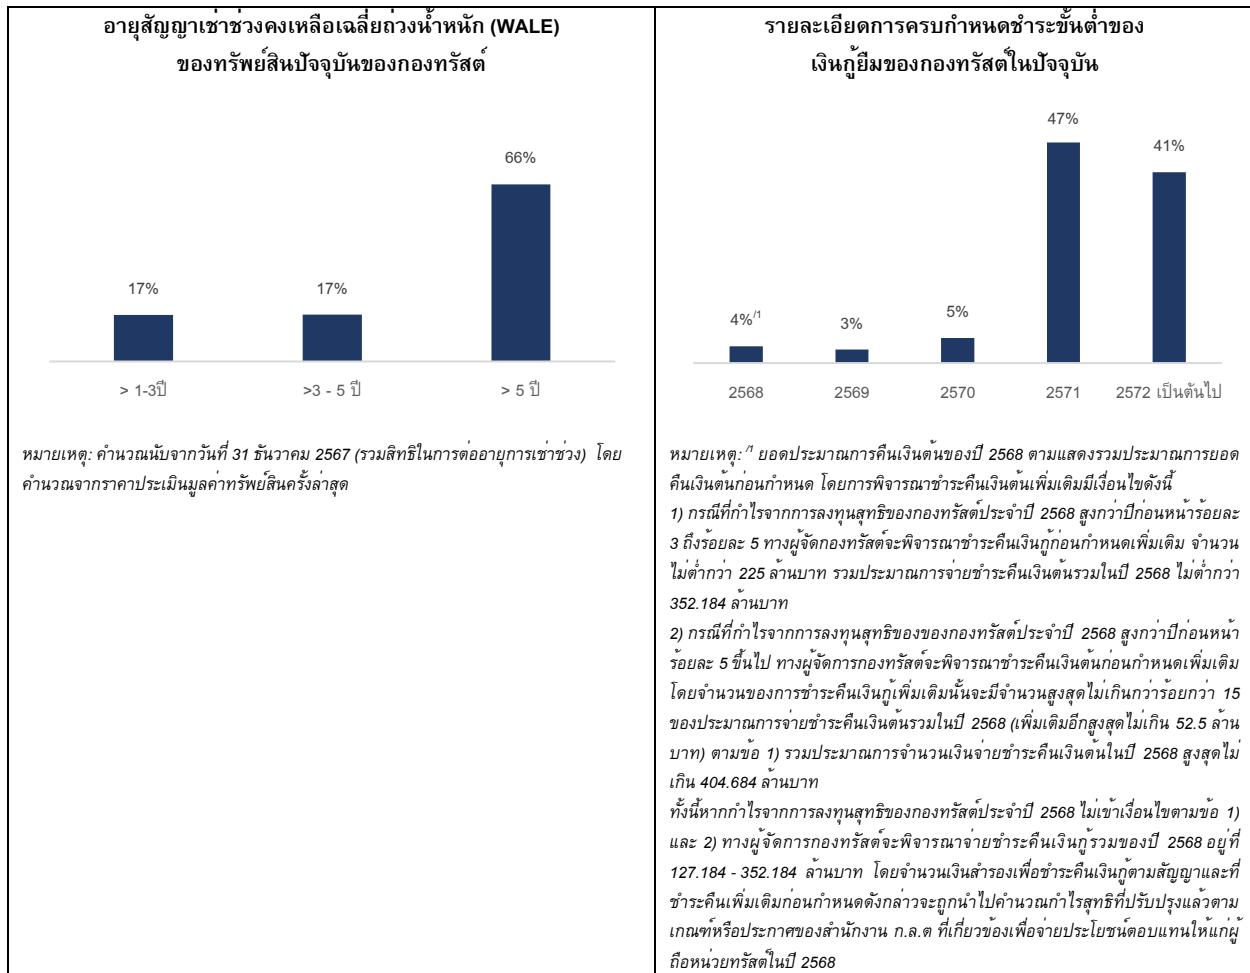 อายุสัญญาเช่าช่วงคงเหลือเฉลี่ยถ่วงน้ำหนัก (WALE)
ของทรัพย์สินปัจจุบันของกองทรัสต์
66%
17%
17%
> 1-3ปี
>3 - 5 ปี
> 5 ปี
หมายเหตุ: คำนวณนับจากวันที่ 31 ธันวาคม 2567 (รวมสิทธิในการต่ออายุการเช่าช่วง) โดย
คำนวณจากราคาประเมินมูลค่าทรัพย์สินครั้งล่าสุด
รายละเอียดการครบกำหนดชำระขั้นต่ำของ
เงินกู้ยืมของกองทรัสต์ในปัจจุบัน
47%
41%
4%/1
3%
5%
2568
2569
2570
2571
2572 เป็นต้นไป
หมายเหตุ: /1 ยอดประมาณการคืนเงินต้นของปี 2568 ตามแสดงรวมประมาณการยอด
คืนเงินต้นก่อนกำหนด โดยการพิจารณาชำระคืนเงินต้นเพิ่มเติมมีเงื่อนไขดังนี้
1) กรณีที่กำไรจากการลงทุนสุทธิของกองทรัสต์ประจำปี 2568 สูงกว่าปีก่อนหน้าร้อยละ
3 ถึงร้อยละ 5 ทางผู้จัดกองทรัสต์จะพิจารณาชำระคืนเงินกู้ก่อนกำหนดเพิ่มเติม จำนวน
ไม่ต่ำกว่า 225 ล้านบาท รวมประมาณการจ่ายชำระคืนเงินต้นรวมในปี 2568 ไม่ต่ำกว่า
352.184 ล้านบาท
2) กรณีที่กำไรจากการลงทุนสุทธิของของกองทรัสต์ประจำปี 2568 สูงกว่าปีก่อนหน้า
ร้อยละ 5 ขึ้นไป ทางผู้จัดการกองทรัสต์จะพิจารณาชำระคืนเงินต้นก่อนกำหนดเพิ่มเติม
โดยจำนวนของการชำระคืนเงินกู้เพิ่มเติมนั้นจะมีจำนวนสูงสุดไม่เกินกว่าร้อยกว่า 15
ของประมาณการจ่ายชำระคืนเงินต้นรวมในปี 2568 (เพิ่มเติมอีกสูงสุดไม่เกิน 52.5 ล้าน
บาท) ตามข้อ 1) รวมประมาณการจำนวนเงินจ่ายชำระคืนเงินต้นในปี 2568 สูงสุดไม่
เกิน 404.684 ล้านบาท
ทั้งนี้หากกำไรจากการลงทุนสุทธิของกองทรัสต์ประจำปี 2568 ไม่เข้าเงื่อนไขตามข้อ 1)
และ 2) ทางผู้จัดการกองทรัสต์จะพิจารณาจ่ายชำระคืนเงินกู้รวมของปี 2568 อยู่ที่
127.184 - 352.184 ล้านบาท โดยจำนวนเงินสำรองเพื่อชำระคืนเงินกู้ตามสัญญาและที่
ชำระคืนเพิ่มเติมก่อนกำหนดดังกล่าวจะถูกนำไปคำนวณกำไรสุทธิที่ปรับปรุงแล้วตาม
เกณฑ์หรือประกาศของสำนักงาน ก.ล.ต ที่เกี่ยวข้องเพื่อจ่ายประโยชน์ตอบแทนให้แก่ผู้
ถือหน่วยทรัสต์ในปี 2568